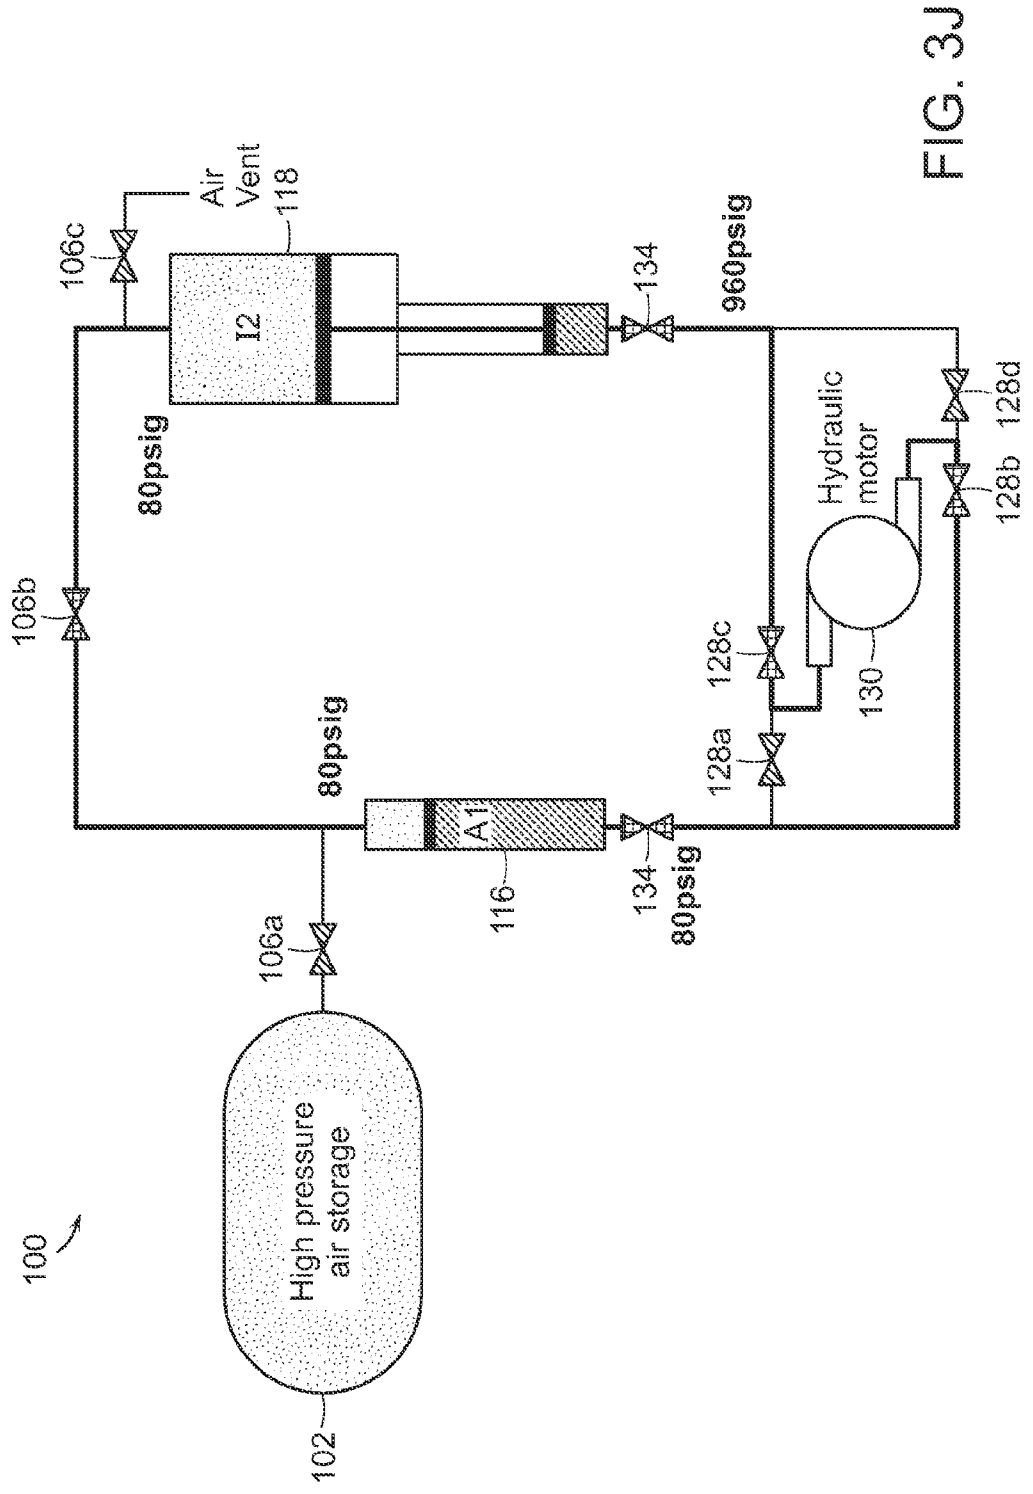 100
102
High pressure
air storage
106a
106b
106c
Air
Vent
118
I2
80psig
80psig
A1
116
134
80psig
134
960psig
128a
128c
Hydraulic
motor
130
128b
128d
FIG. 3J